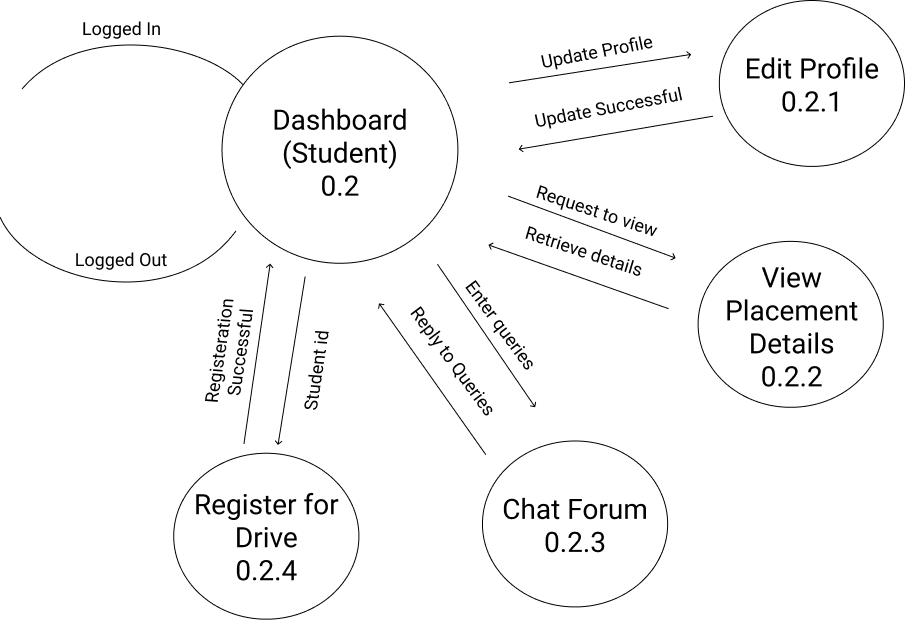 Logged In
Dashboard
(Student)
0.2
Logged Out
Update Profile
Update Successful
Edit Profile
0.2.1
Request to view
Retrieve details
View
Placement
Details
0.2.2
Enter queries
Reply to Queries
Chat Forum
0.2.3
Registeration
Successful
Student id
Register for
Drive
0.2.4